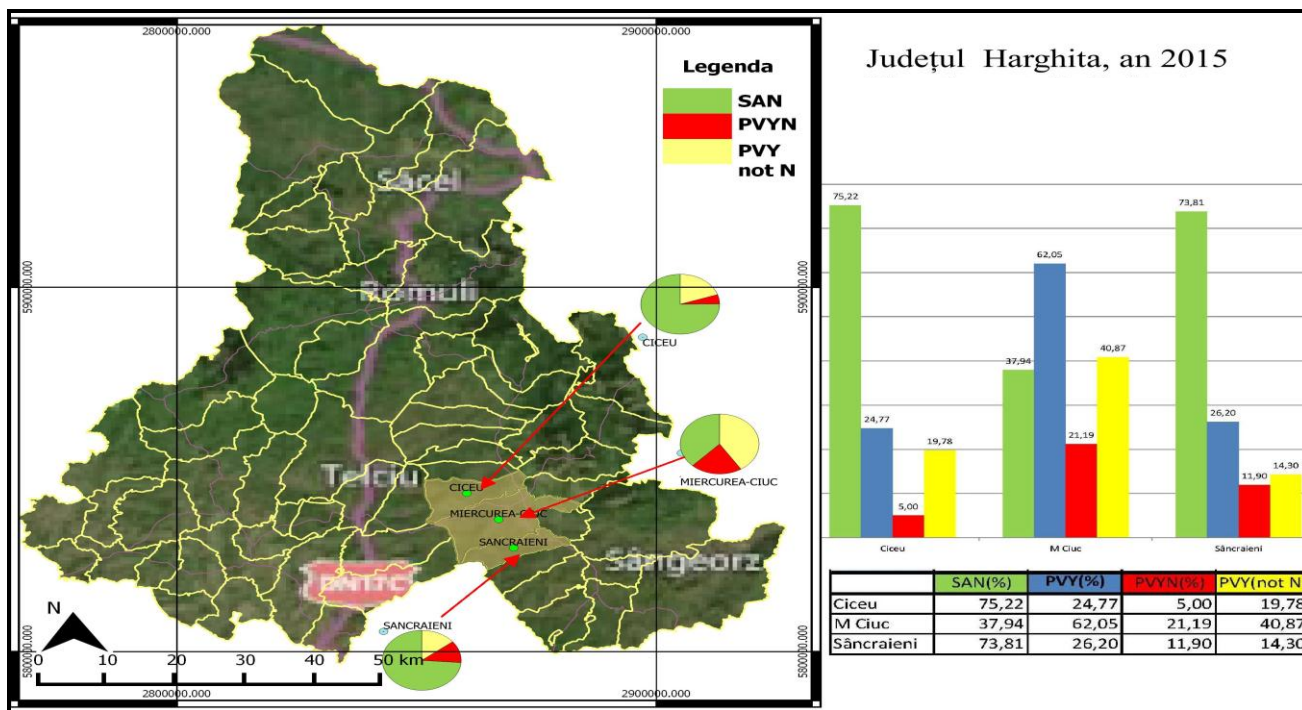 2800000.000
2900000.000
Legenda
SAN
PVYN
PVY
not N
Județul Harghita, an 2015
Săcel
Romuli
Telciu
Sângeorz
5900000.000
5900000.000
CICEU
MIERCUREA-CIUC
CICEU
MIERCUREA-CIUC
SANCRAIENI
SANCRAIENI
N
0 10 20 30 40 50 km
5800000.000
5800000.000
2800000.000
2900000.000
75,22
24,77
5,00
19,78
37,94
62,05
21,19
40,87
73,81
26,20
11,90
14,30
Ciceu M Ciuc Sâncraieni
SAN(%) PVY(%) PVYN(%) PVY(not N
Ciceu 75,22 24,77 5,00 19,78
M Ciuc 37,94 62,05 21,19 40,87
Sâncraieni 73,81 26,20 11,90 14,30